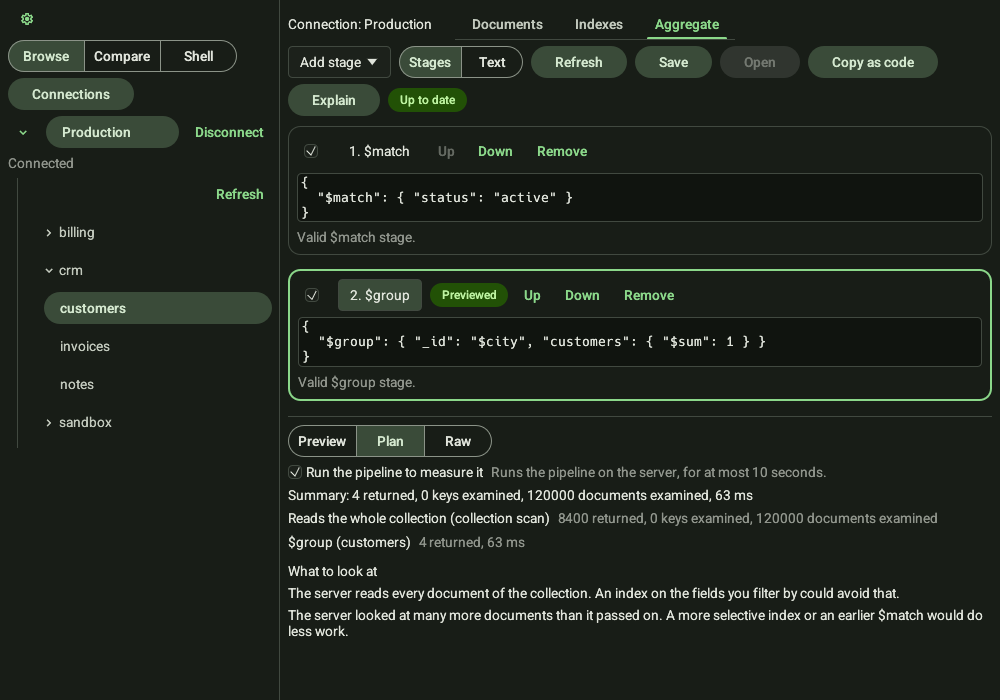 Connection: Production
Documents
Indexes
Aggregate
Browse
Compare
Shell
Add stage
Stages
Text
Refresh
Save
Open
Copy as code
Connections
Explain
Up to date
Production
Disconnect
Connected
Refresh
billing
crm
customers
invoices
notes
sandbox
1. $match
Up
Down
Remove
{
"$match": { "status": "active" }
}
Valid $match stage.
2. $group
Previewed
Up
Down
Remove
{
"$group": { "_id": "$city", "customers": { "$sum": 1 } }
}
Valid $group stage.
Preview
Plan
Raw
Run the pipeline to measure it Runs the pipeline on the server, for at most 10 seconds.
Summary: 4 returned, 0 keys examined, 120000 documents examined, 63 ms
Reads the whole collection (collection scan) 8400 returned, 0 keys examined, 120000 documents examined
$group (customers) 4 returned, 63 ms
What to look at
The server reads every document of the collection. An index on the fields you filter by could avoid that.
The server looked at many more documents than it passed on. A more selective index or an earlier $match would do
less work.